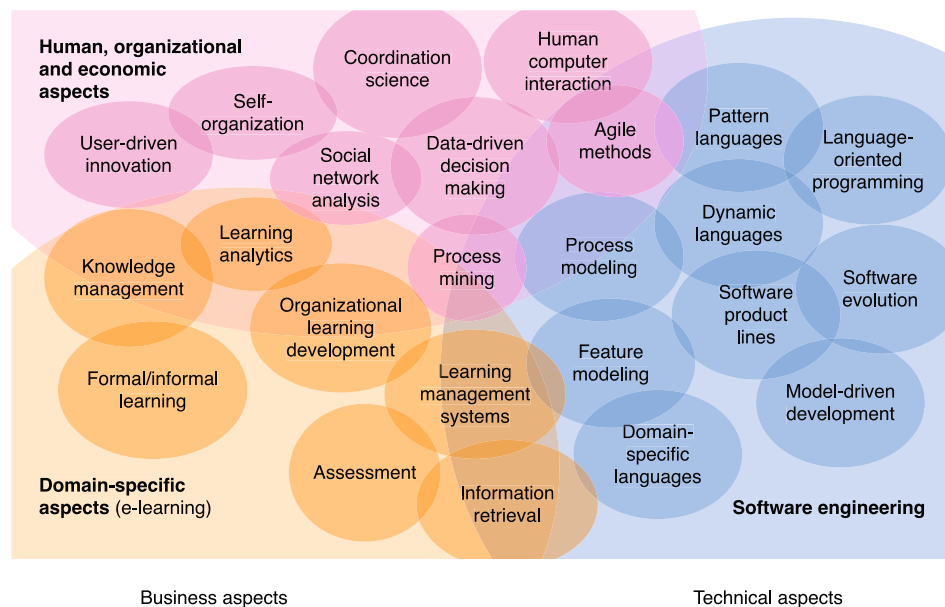 Human, organizational
and economic
aspects
Coordination
science
Human
computer
interaction
Self-
organization
User-driven
innovation
Social
network
analysis
Data-driven
decision
making
Agile
methods
Pattern
languages
Language-
oriented
programming
Dynamic
languages
Learning
analytics
Knowledge
management
Process
mining
Process
modeling
Software
evolution
Software
product
lines
Organizational
learning
development
Formal/informal
learning
Learning
management
systems
Feature
modeling
Model-driven
development
Domain-
specific
languages
Assessment
Information
retrieval
Domain-specific
aspects (e-learning)
Software engineering
Business aspects
Technical aspects